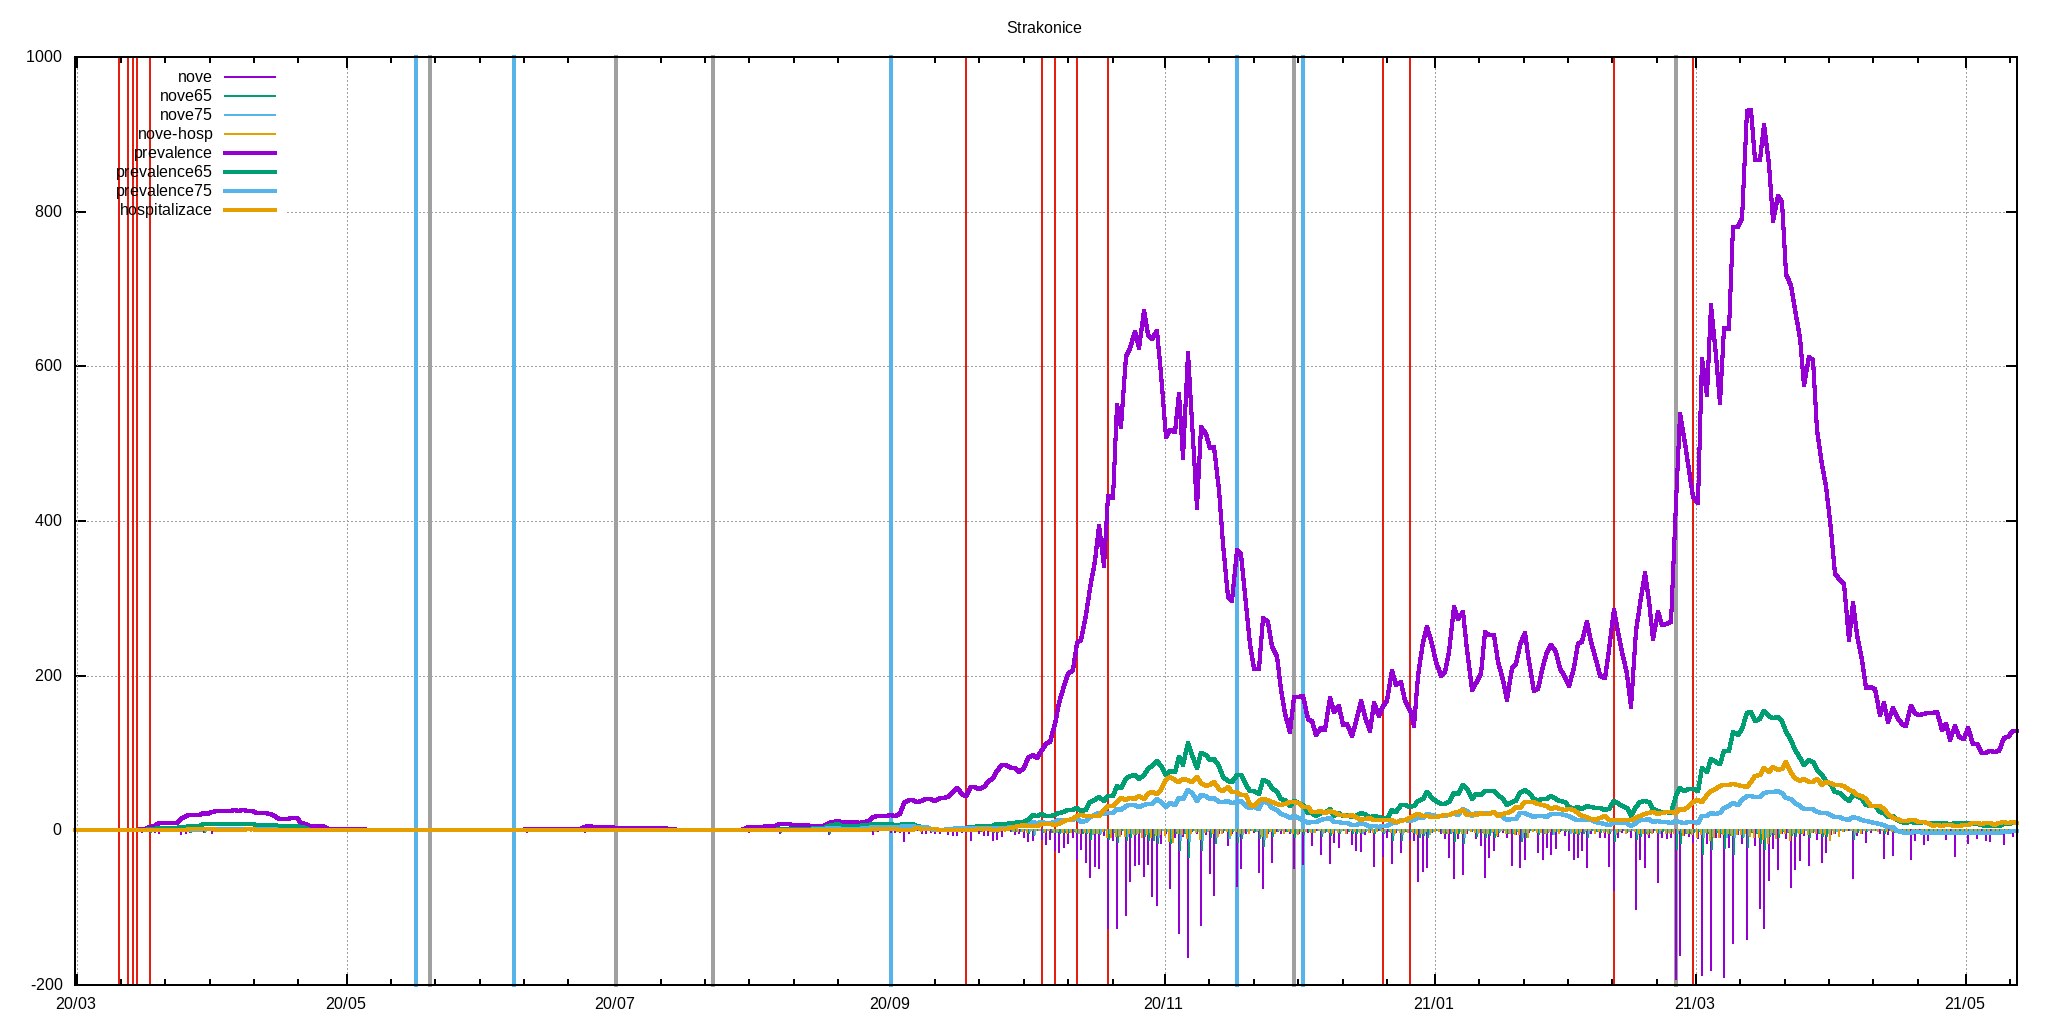 Strakonice
1000
800
600
400
200
0
-200
nove
nove65
nove75
nove-hosp
prevalence
prevalence65
prevalence75
hospitalizace
20/03 20/05 20/07 20/09 20/11 21/01 21/03 21/05